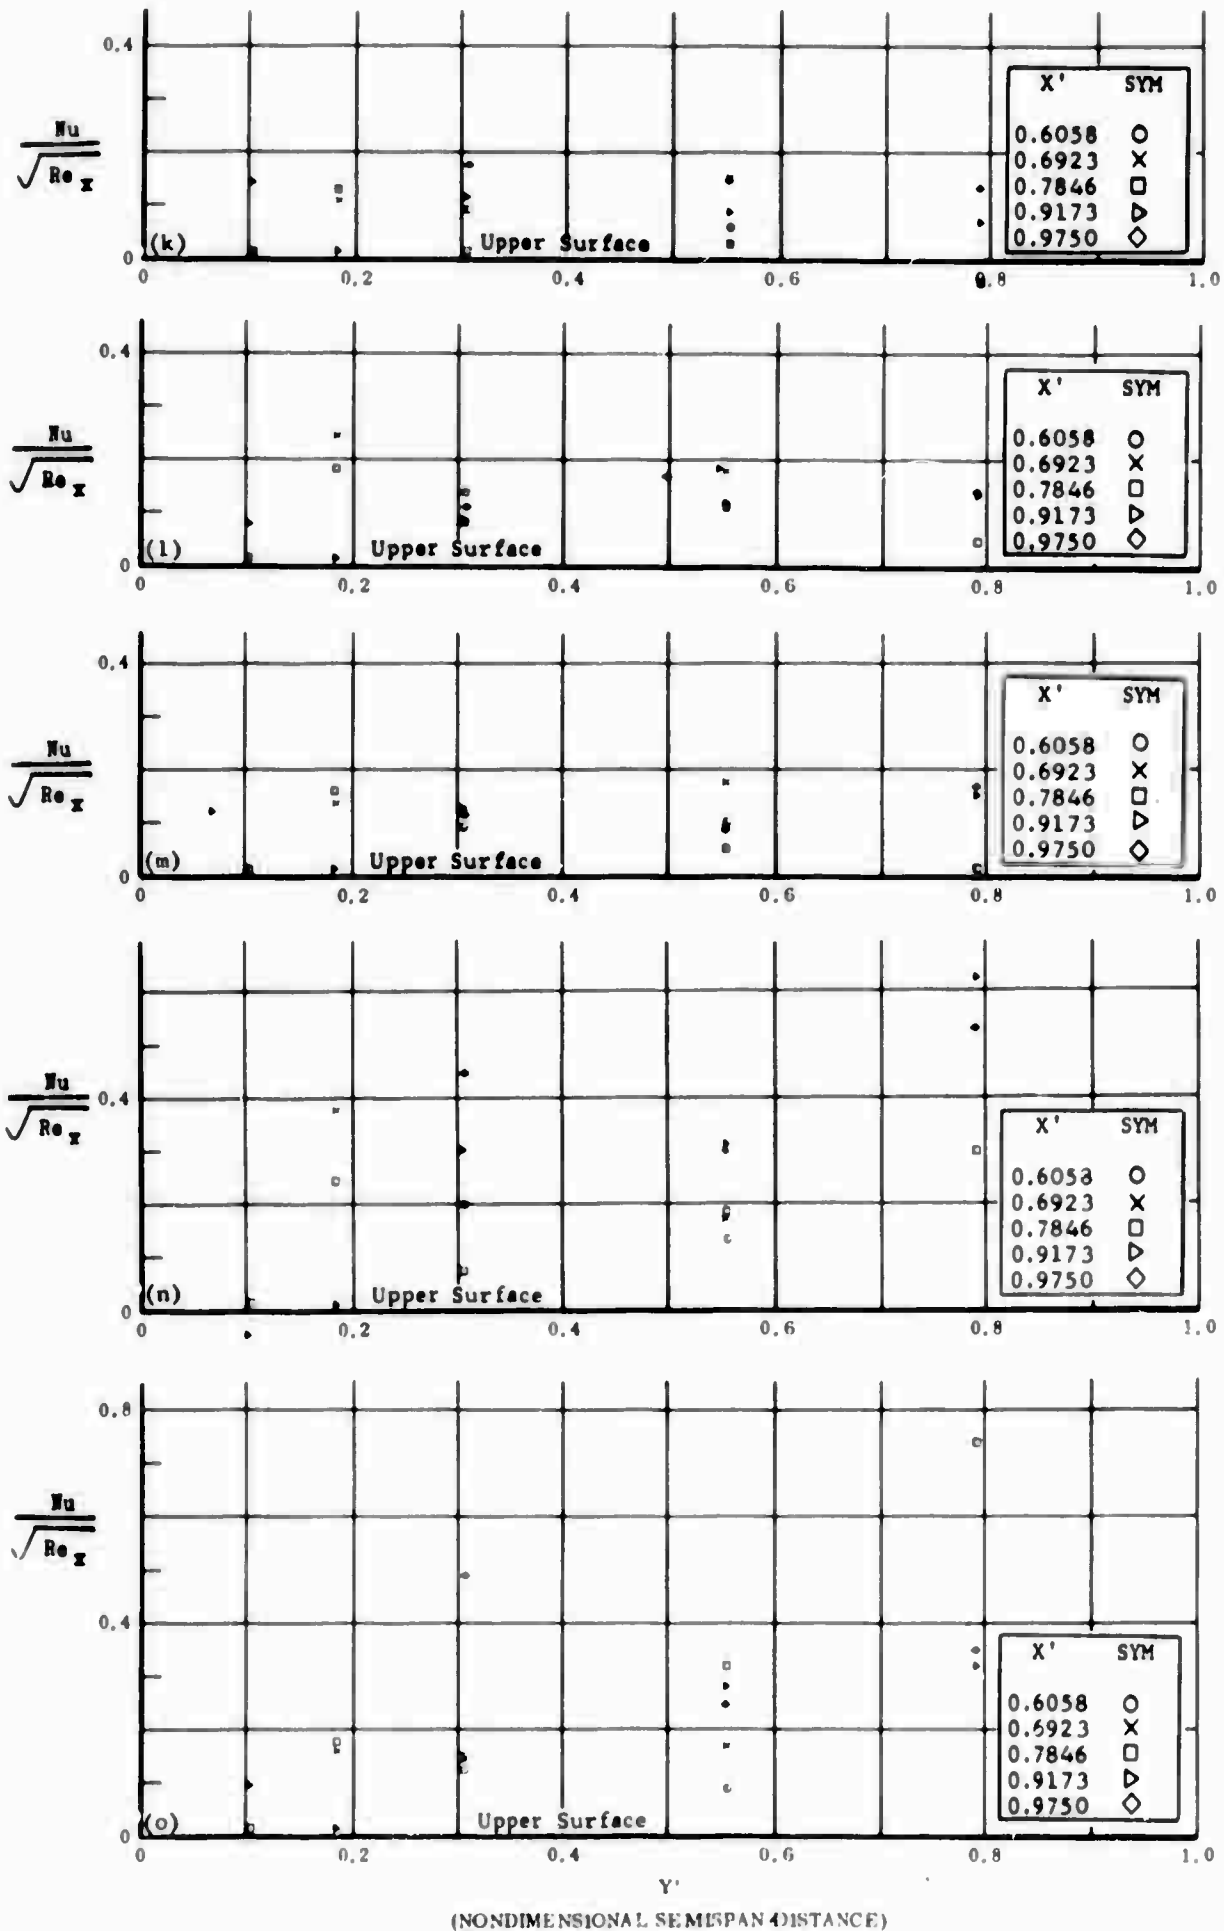 0.4
Nu
√Re x
0
(k)
Upper Surface
X' SYM
0.6058 ○
0.6923 ×
0.7846 □
0.9173 ▷
0.9750 ◇
0 0.2 0.4 0.6 0.8 1.0
0.4
Nu
√Re x
0
(l)
Upper Surface
X' SYM
0.6058 ○
0.6923 ×
0.7846 □
0.9173 ▷
0.9750 ◇
0 0.2 0.4 0.6 0.8 1.0
0.4
Nu
√Re x
0
(m)
Upper Surface
X' SYM
0.6058 ○
0.6923 ×
0.7846 □
0.9173 ▷
0.9750 ◇
0 0.2 0.4 0.6 0.8 1.0
Nu
√Re x
0.4
0
(n)
Upper Surface
X' SYM
0.6058 ○
0.6923 ×
0.7846 □
0.9173 ▷
0.9750 ◇
0 0.2 0.4 0.6 0.8 1.0
0.8
Nu
√Re x
0.4
0
(o)
Upper Surface
X' SYM
0.6058 ○
0.6923 ×
0.7846 □
0.9173 ▷
0.9750 ◇
0 0.2 0.4 0.6 0.8 1.0
Y'
(NONDIMENSIONAL SEMISPAN DISTANCE)